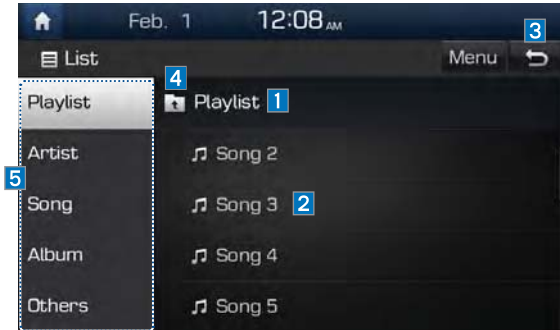 Feb. 1 12:08 AM
3
List Menu
4
Playlist Playlist 1
Artist Song 2
5
Song Song 3 2
Album Song 4
Others Song 5